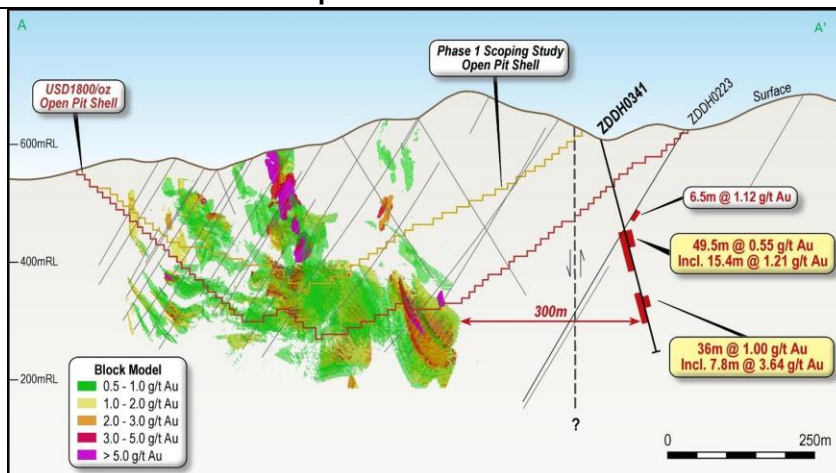 A
A'
USD1800/oz
Open Pit Shell
Phase 1 Scoping Study
Open Pit Shell
ZDDH0341
ZDDH0223
Surface
600mRL
400mRL
200mRL
6.5m @ 1.12 g/t Au
49.5m @ 0.55 g/t Au
Incl. 15.4m @ 1.21 g/t Au
300m
36m @ 1.00 g/t Au
Incl. 7.8m @ 3.64 g/t Au
Block Model
0.5 - 1.0 g/t Au
1.0 - 2.0 g/t Au
2.0 - 3.0 g/t Au
3.0 - 5.0 g/t Au
> 5.0 g/t Au
?
0 250m